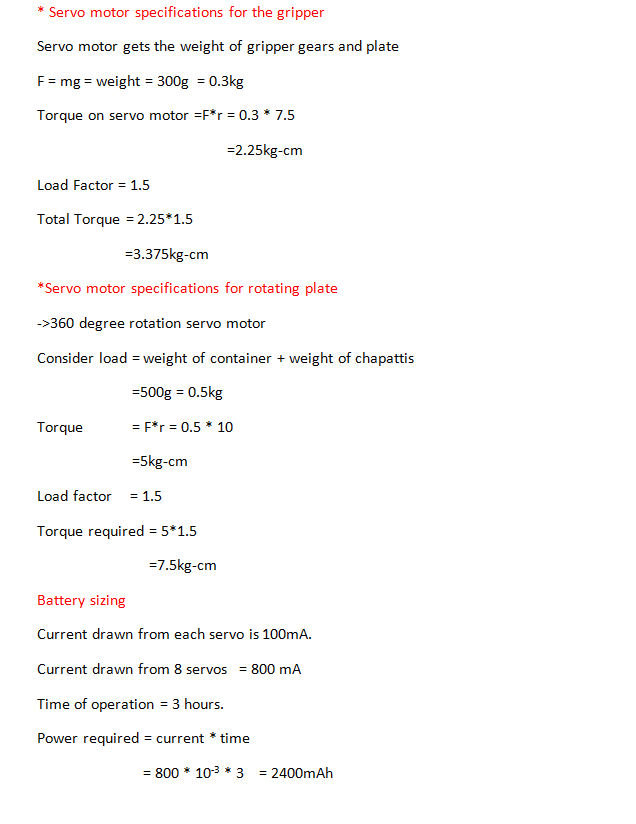 * Servo motor specifications for the gripper
Servo motor gets the weight of gripper gears and plate
F = mg = weight = 300g = 0.3kg
Torque on servo motor =F*r = 0.3 * 7.5
=2.25kg-cm
Load Factor = 1.5
Total Torque = 2.25*1.5
=3.375kg-cm
*Servo motor specifications for rotating plate
->360 degree rotation servo motor
Consider load = weight of container + weight of chapattis
=500g = 0.5kg
Torque = F*r = 0.5 * 10
=5kg-cm
Load factor = 1.5
Torque required = 5*1.5
=7.5kg-cm
Battery sizing
Current drawn from each servo is 100mA.
Current drawn from 8 servos = 800 mA
Time of operation = 3 hours.
Power required = current * time
= 800 * 10⁻³ * 3 = 2400mAh